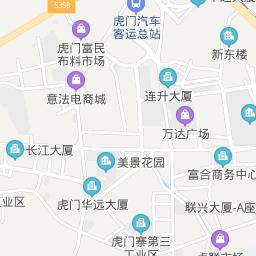 S358
虎门汽车
客运总站
虎门富民
布料市场
新东楼
意法电商城
连升大厦
万达广场
长江大厦
美景花园
富合商务中心
工业区
虎门华远大厦
联兴大厦-A座
虎门寨第三
工业区